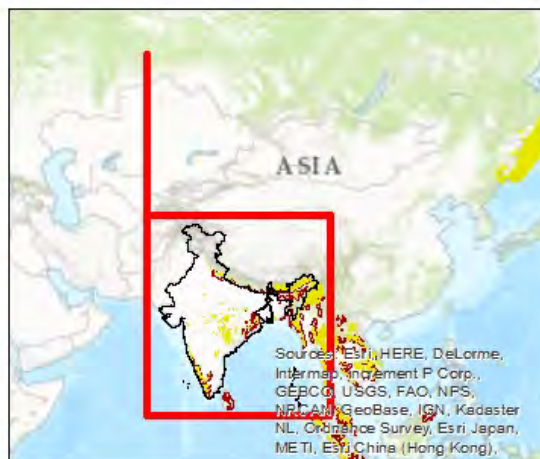 ASIA
Sources: Esri, HERE, DeLorme,
Intermap, increment P Corp.,
GEBCO, USGS, FAO, NPS,
NRCAN, GeoBase, IGN, Kadaster
NL, Ordnance Survey, Esri Japan,
METI, Esri China (Hong Kong),